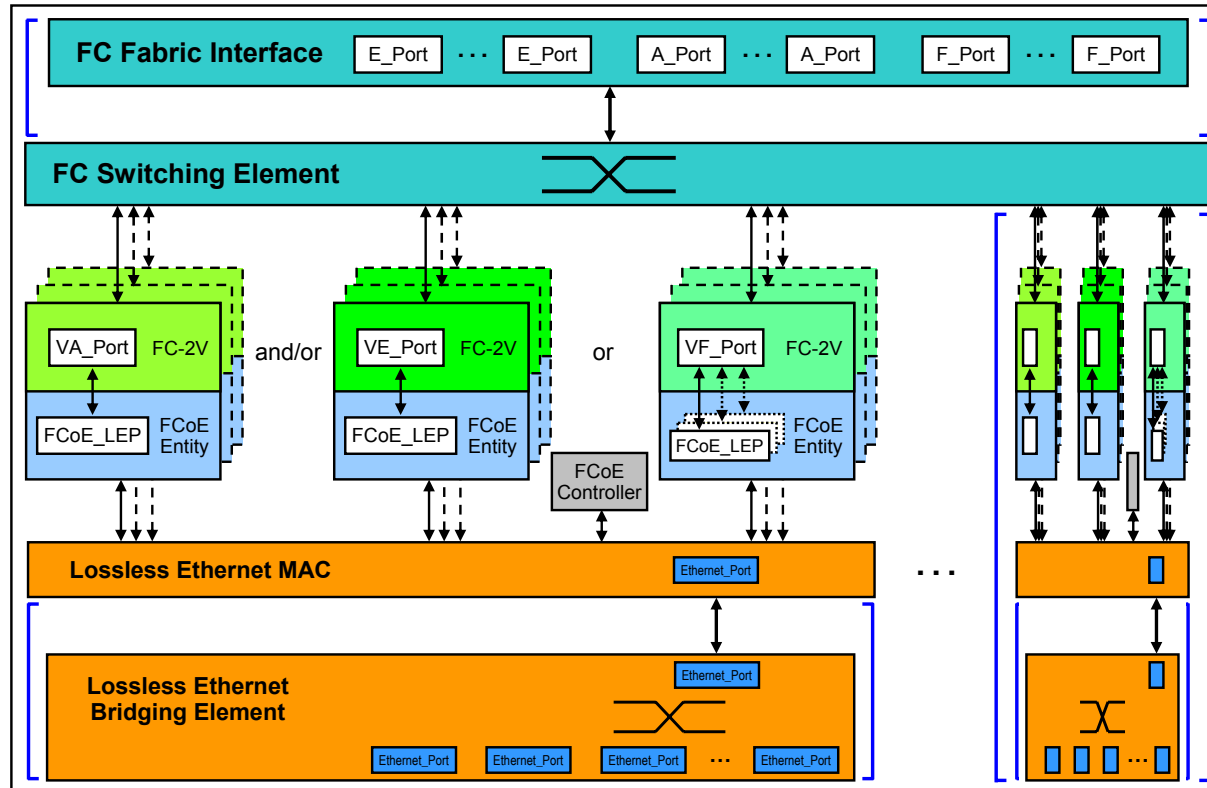 FC Fabric Interface
E_Port ... E_Port A_Port ... A_Port F_Port ... F_Port
FC Switching Element
VA_Port FC-2V and/or VE_Port FC-2V or VF_Port FC-2V
FCoE_LEP FCoE Entity
FCoE_LEP FCoE Entity
FCoE_LEP FCoE Entity
FCoE
Controller
Lossless Ethernet MAC
Ethernet_Port
...
Ethernet_Port
Lossless Ethernet
Bridging Element
Ethernet_Port Ethernet_Port Ethernet_Port ... Ethernet_Port
...